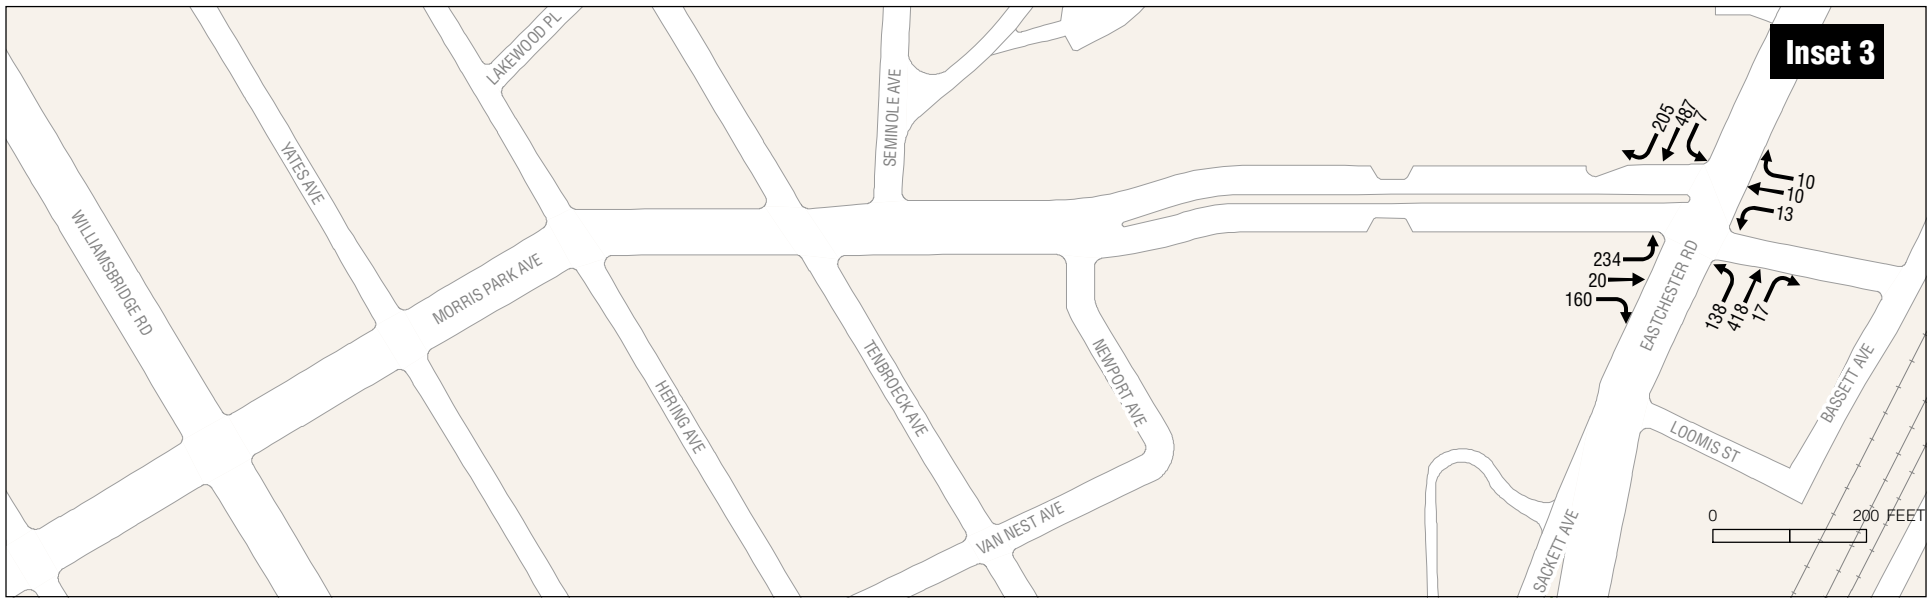 LAKEWOOD PL
Inset 3
SEMINOLE AVE
YATES AVE
205
487
7
10
10
13
WILLIAMSBRIDGE RD
MORRIS PARK AVE
234
20
160
EASTCHESTER RD
138
418
17
HERING AVE
TENBROECK AVE
NEWPORT AVE
BASSETT AVE
LOOMIS ST
VAN NEST AVE
SACKETT AVE
0 200 FEET